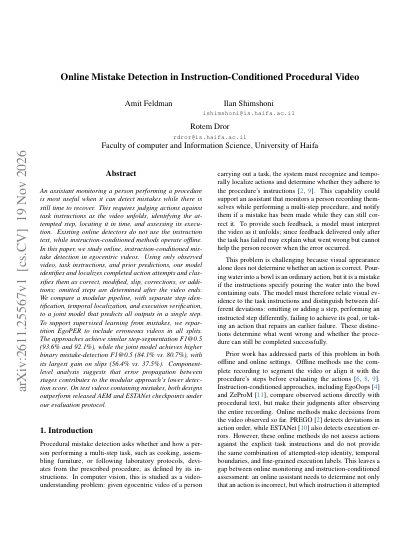 Online Mistake Detection in Instruction-Conditioned Procedural Video
Amit Feldman Ilan Shimshoni
ishimshoni@is.haifa.ac.il
Rotem Dror
rdror@is.haifa.ac.il
Faculty of computer and Information Science, University of Haifa
arXiv:2611.25567v1 [cs.CV] 19 Nov 2026
Abstract
An assistant monitoring a person performing a procedure
is most useful when it can detect mistakes while there is
still time to recover. This requires judging actions against
task instructions as the video unfolds, identifying the at-
tempted step, locating it in time, and assessing its execu-
tion. Existing online detectors do not use the instruction
text, while instruction-conditioned methods operate offline.
In this paper, we study online, instruction-conditioned mis-
take detection in egocentric videos. Using only observed
video, task instructions, and prior predictions, our model
identifies and localizes completed action attempts and clas-
sifies them as correct, modified, slip, corrections, or ad-
ditions; omitted steps are determined after the video ends.
We compare a modular pipeline, with separate step iden-
tification, temporal localization, and execution verification,
to a joint model that predicts all outputs in a single step.
To support supervised learning from mistakes, we repar-
tition EgoPER to include erroneous videos in all splits.
The approaches achieve similar step-segmentation F1@0.5
(93.6% and 92.1%), while the joint model achieves higher
binary mistake-detection F1@0.5 (84.1% vs. 80.7%), with
its largest gain on slips (56.4% vs. 37.5%). Component-
level analysis suggests that error propagation between
stages contributes to the modular approach's lower detec-
tion score. On test videos containing mistakes, both designs
outperform released AEM and ESTANet checkpoints under
our evaluation protocol.
1. Introduction
Procedural mistake detection asks whether and how a per-
son performing a multi-step task, such as cooking, assem-
bling furniture, or following laboratory protocols, devi-
ates from the prescribed procedure, as defined by its in-
structions. In computer vision, this is studied as a video-
understanding problem: given egocentric video of a person
carrying out a task, the system must recognize and tempo-
rally localize actions and determine whether they adhere to
the procedure's instructions [2, 9]. This capability could
support an assistant that monitors a person recording them-
selves while performing a multi-step procedure, and notify
them if a mistake has been made while they can still cor-
rect it. To provide such feedback, a model must interpret
the video as it unfolds; since feedback delivered only after
the task has failed may explain what went wrong but cannot
help the person recover when the error occurred.
This problem is challenging because visual appearance
alone does not determine whether an action is correct. Pour-
ing water into a bowl is an ordinary action, but it is a mistake
if the instructions specify pouring the water into the bowl
containing oats. The model must therefore relate visual ev-
idence to the task instructions and distinguish between dif-
ferent deviations: omitting or adding a step, performing an
instructed step differently, failing to achieve its goal, or tak-
ing an action that repairs an earlier failure. These distinc-
tions determine what went wrong and whether the procedure
can still be completed successfully.
Prior work has addressed parts of this problem in both
offline and online settings. Offline methods use the com-
plete recording to segment the video or align it with the
procedure's steps before evaluating the actions [6, 8, 9].
Instruction-conditioned approaches, including EgoOops [4]
and ZeProM [11], compare observed actions directly with
procedural text, but make their judgments after observing
the entire recording. Online methods make decisions from
the video observed so far. PREGO [2] detects deviations in
action order, while ESTANet [10] also detects execution er-
rors. However, these online methods do not assess actions
against the explicit task instructions and do not provide the
same combination of attempted-step identity, temporal
boundaries, and fine-grained execution labels. This leaves a
gap between online monitoring and instruction-conditioned
assessment: an online assistant needs to determine not only
that an action is incorrect, but which instruction it attempted